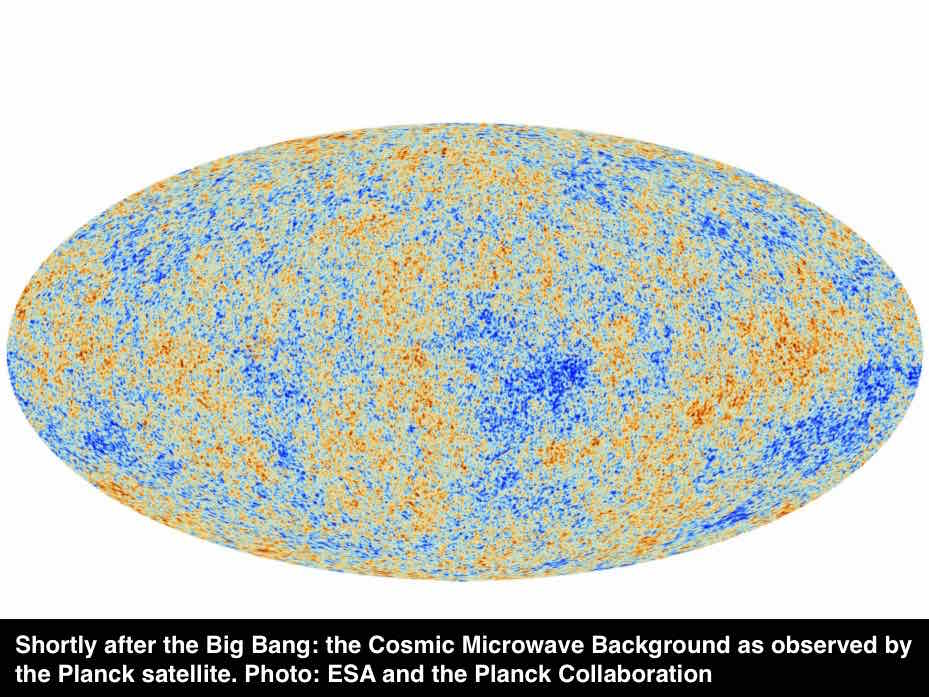 Shortly after the Big Bang: the Cosmic Microwave Background as observed by
the Planck satellite. Photo: ESA and the Planck Collaboration